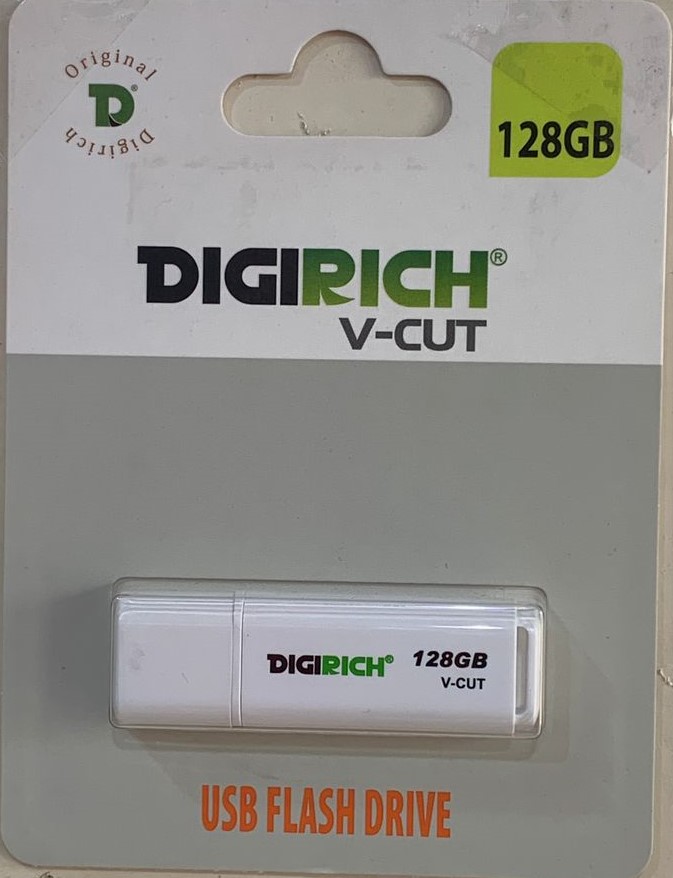 Original
D®
Digirich
128GB
DIGIRICH®
V-CUT
DIGIRICH® 128GB
V-CUT
USB FLASH DRIVE